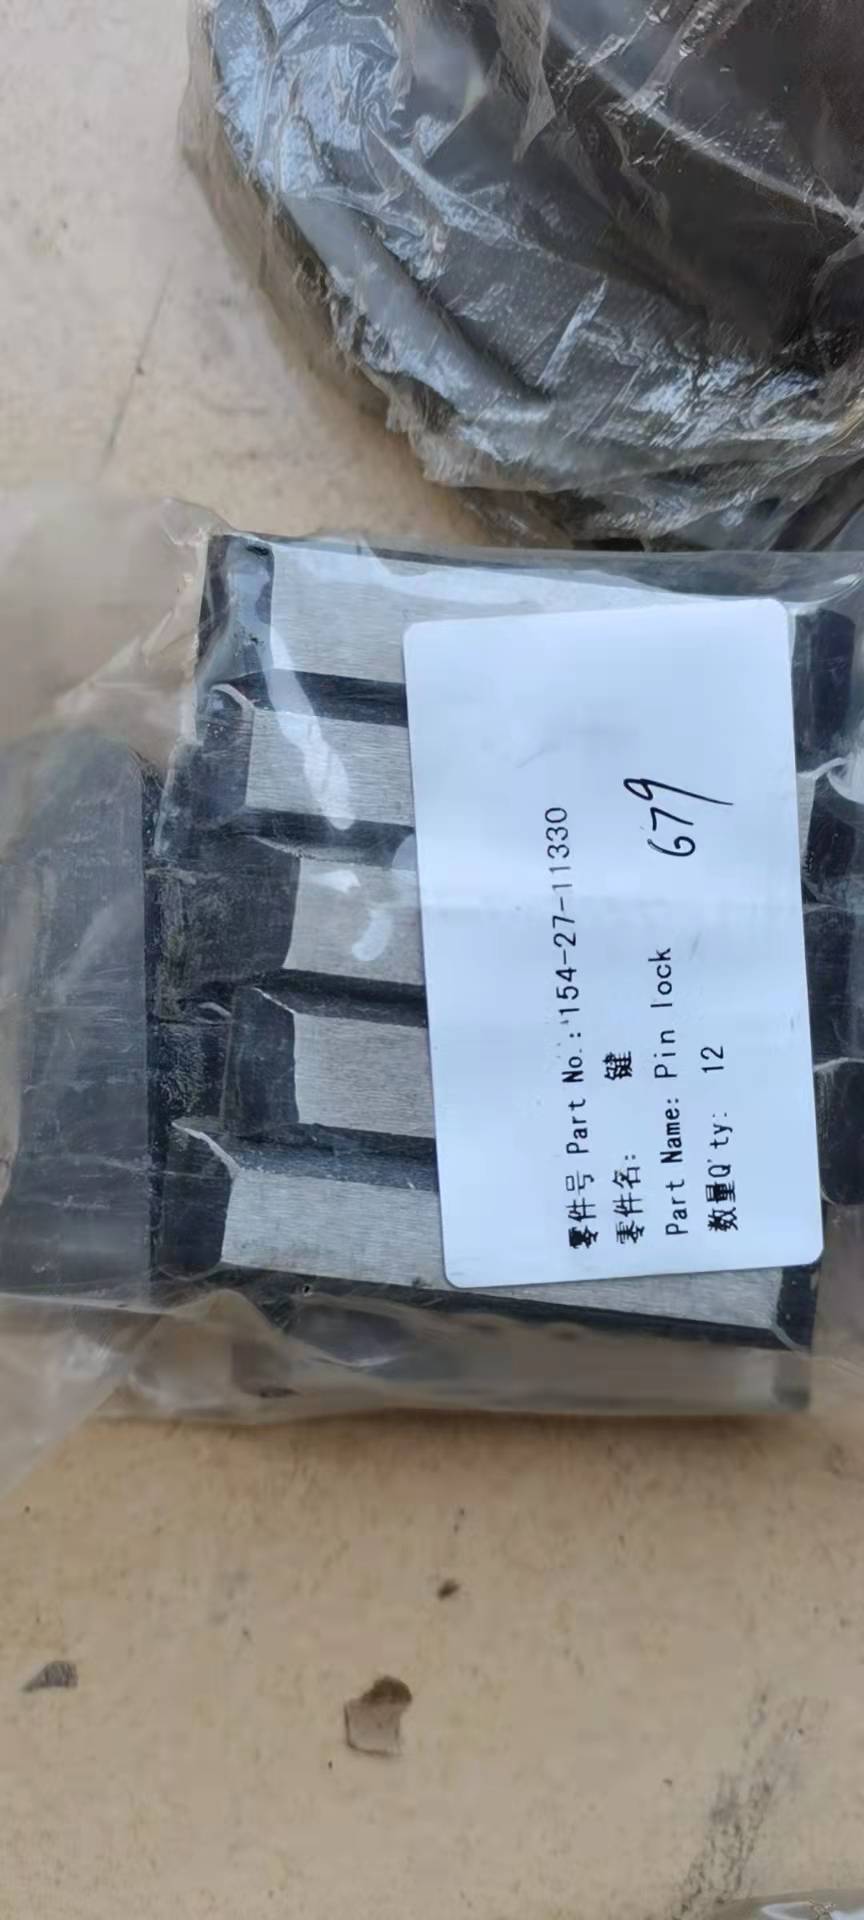 零件号 Part No.:'154-27-11330
零件名: 键
Part Name: Pin lock
数量Q'ty: 12
679